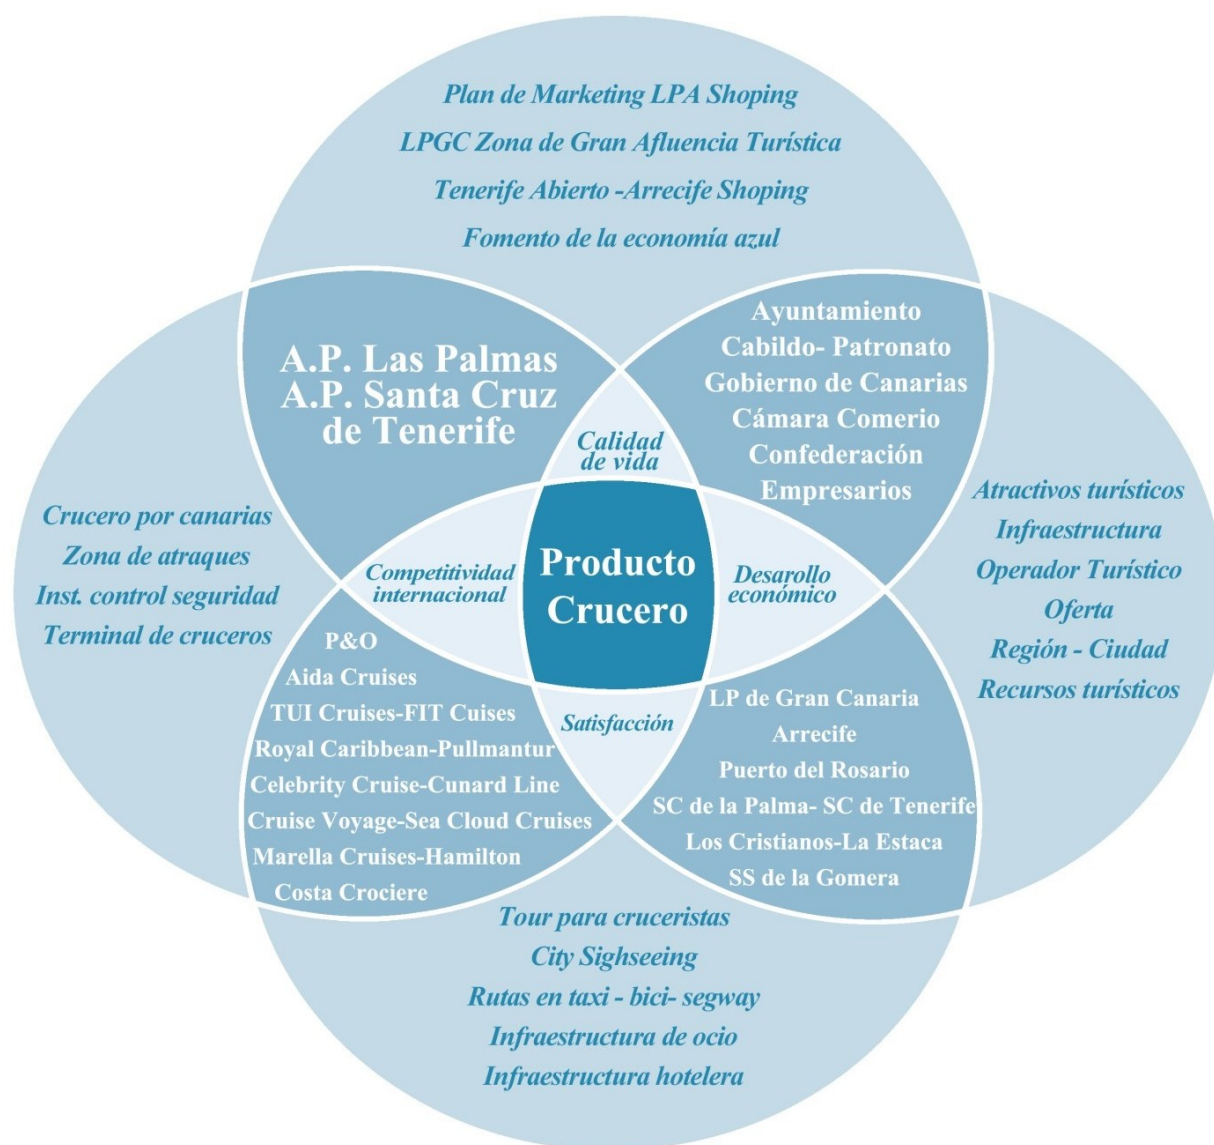 Plan de Marketing LPA Shoping
LPGC Zona de Gran Afluencia Turística
Tenerife Abierto -Arrecife Shoping
Fomento de la economía azul
A.P. Las Palmas
A.P. Santa Cruz
de Tenerife
Ayuntamiento
Cabildo- Patronato
Gobierno de Canarias
Cámara Comerio
Confederación
Empresarios
Calidad
de vida
Crucero por canarias
Zona de atraques
Inst. control seguridad
Terminal de cruceros
Competitividad
internacional
Producto
Crucero
Desarollo
económico
Atractivos turísticos
Infraestructura
Operador Turístico
Oferta
Región - Ciudad
Recursos turísticos
P&O
Aida Cruises
TUI Cruises-FIT Cuises
Royal Caribbean-Pullmantur
Celebrity Cruise-Cunard Line
Cruise Voyage-Sea Cloud Cruises
Marella Cruises-Hamilton
Costa Crociere
Satisfacción
LP de Gran Canaria
Arrecife
Puerto del Rosario
SC de la Palma- SC de Tenerife
Los Cristianos-La Estaca
SS de la Gomera
Tour para cruceristas
City Sighseeing
Rutas en taxi - bici- segway
Infraestructura de ocio
Infraestructura hotelera